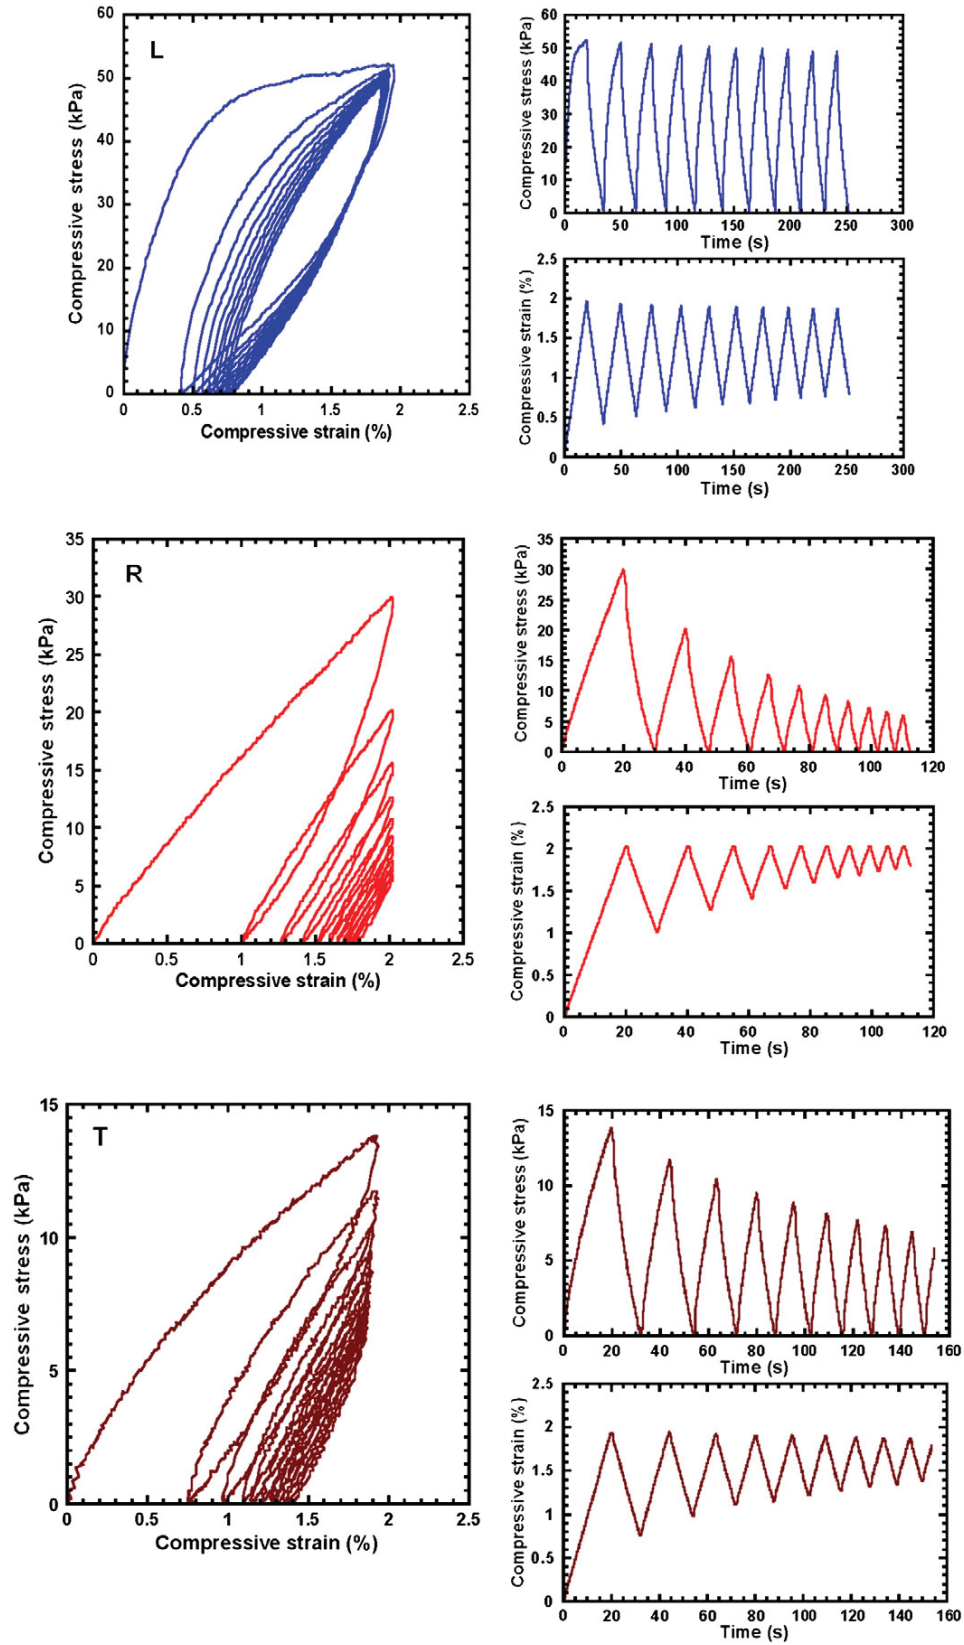 L
Compressive stress (kPa)
60
50
40
30
20
10
0
0 0.5 1 1.5 2 2.5
Compressive strain (%)
Compressive stress (kPa)
60
50
40
30
20
10
0
0 50 100 150 200 250 300
Time (s)
Compressive strain (%)
2.5
2
1.5
1
0.5
0
0 50 100 150 200 250 300
Time (s)
R
Compressive stress (kPa)
35
30
25
20
15
10
5
0
0 0.5 1 1.5 2 2.5
Compressive strain (%)
Compressive stress (kPa)
35
30
25
20
15
10
5
0
0 20 40 60 80 100 120
Time (s)
Compressive strain (%)
2.5
2
1.5
1
0.5
0
0 20 40 60 80 100 120
Time (s)
T
Compressive stress (kPa)
15
10
5
0
0 0.5 1 1.5 2 2.5
Compressive strain (%)
Compressive stress (kPa)
15
10
5
0
0 20 40 60 80 100 120 140 160
Time (s)
Compressive strain (%)
2.5
2
1.5
1
0.5
0
0 20 40 60 80 100 120 140 160
Time (s)